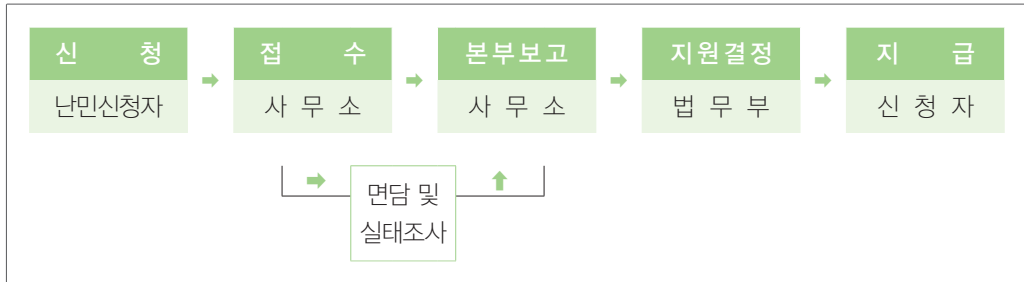 신 청
접 수
본부보고
지원결정
지 급
난민신청자
사 무 소
사 무 소
법 무 부
신 청 자
면담 및
실태조사